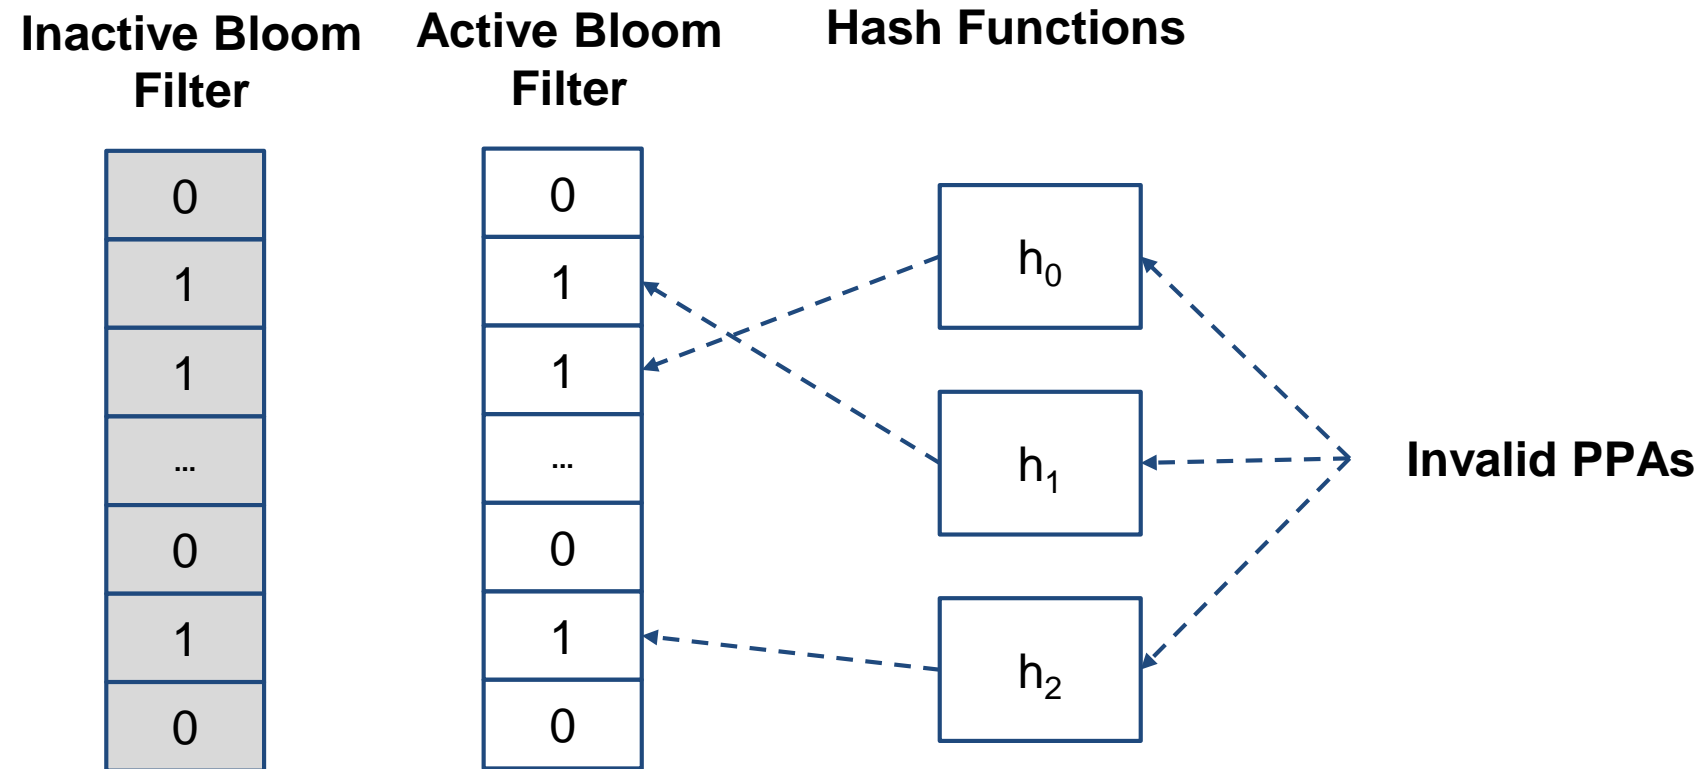 Inactive Bloom
Filter
Active Bloom
Filter
Hash Functions
0
1
1
...
0
1
0
0
1
1
...
0
1
0
h0
h1
h2
Invalid PPAs